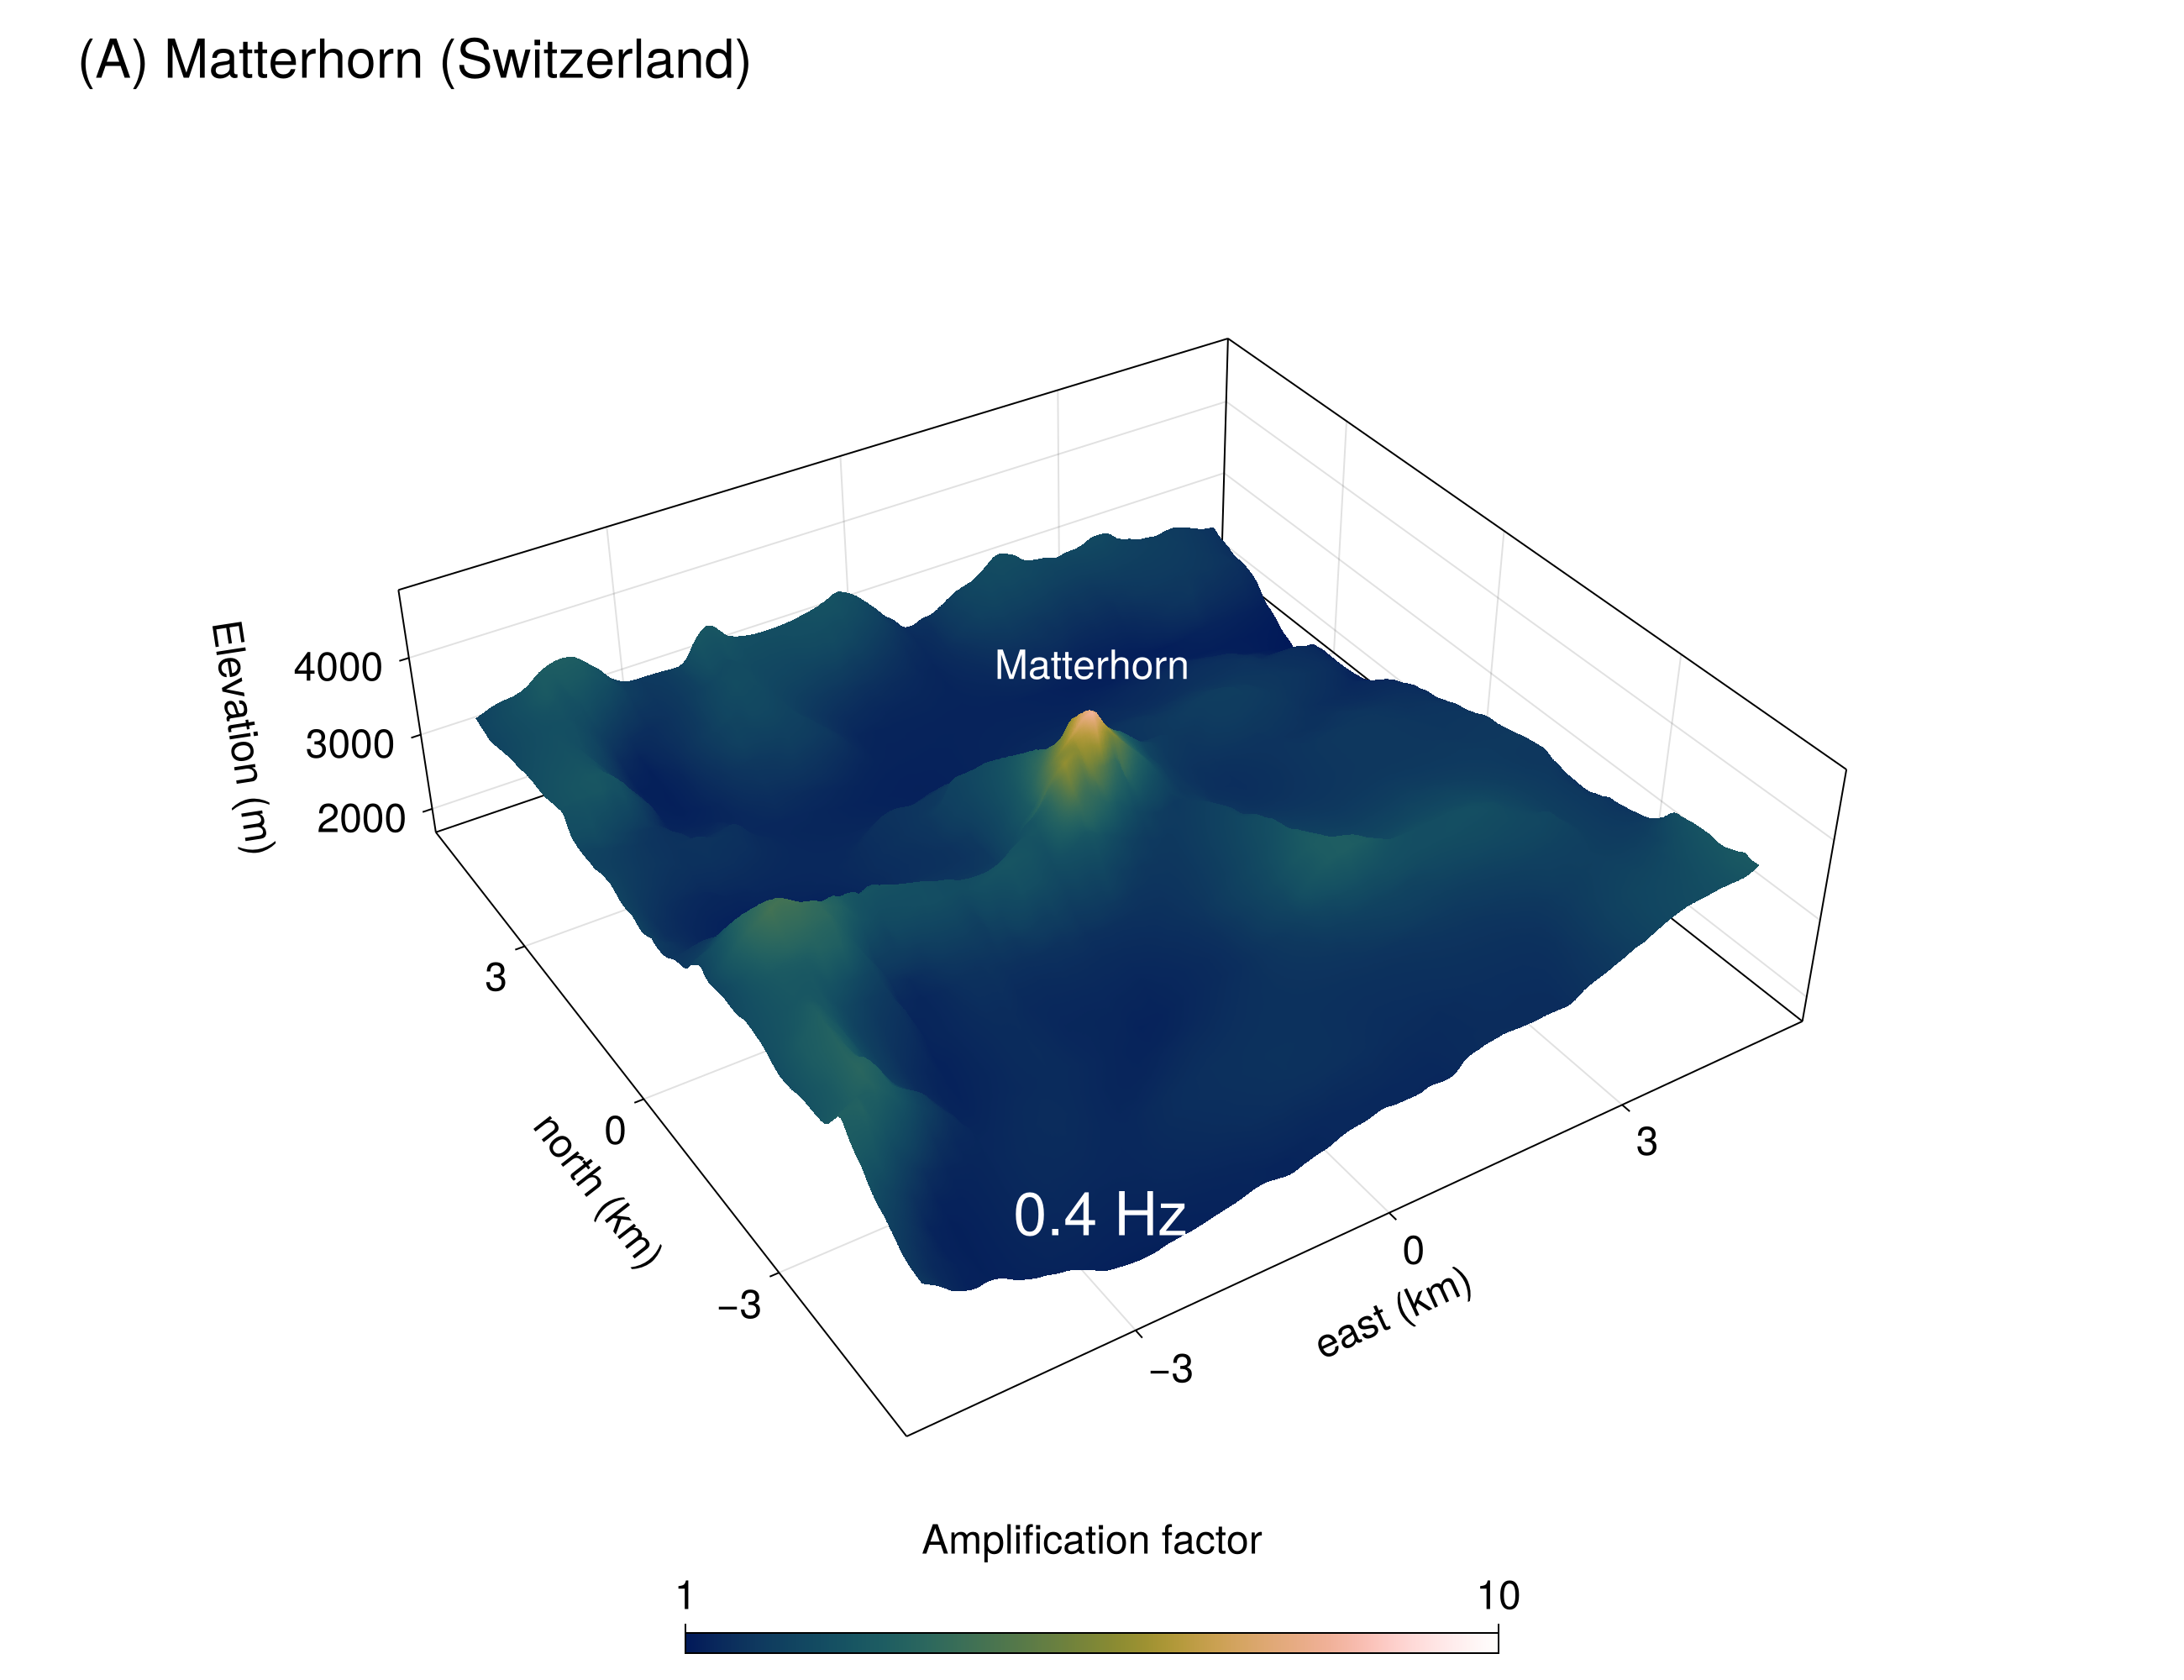 (A) Matterhorn (Switzerland)
Matterhorn
Elevation (m)
4000
3000
2000
3
0
−3
north (km)
0.4 Hz
3
0
−3
east (km)
Amplification factor
1 10